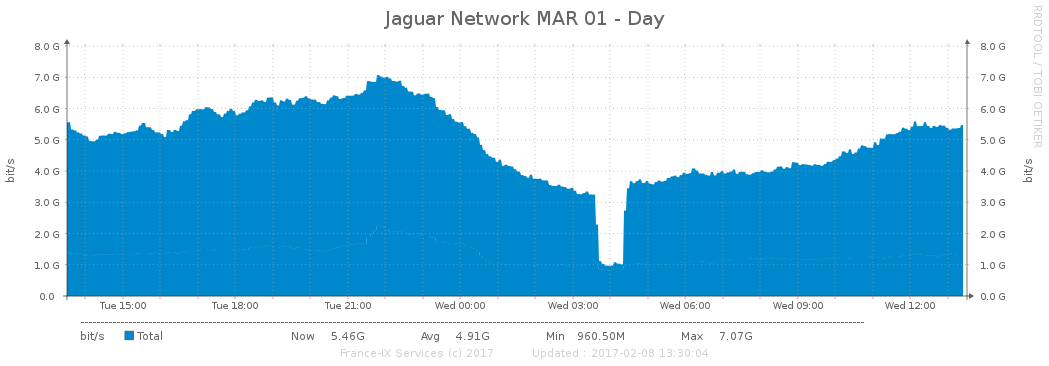 Jaguar Network MAR 01 - Day
RRDTOOL / TOBI OETIKER
bit/s
8.0 G
7.0 G
6.0 G
5.0 G
4.0 G
3.0 G
2.0 G
1.0 G
0.0
8.0 G
7.0 G
6.0 G
5.0 G
4.0 G
3.0 G
2.0 G
1.0 G
0.0 G
bit/s
Tue 15:00 Tue 18:00 Tue 21:00 Wed 00:00 Wed 03:00 Wed 06:00 Wed 09:00 Wed 12:00
bit/s Total Now 5.46G Avg 4.91G Min 960.50M Max 7.07G
France-IX Services (c) 2017 Updated : 2017-02-08 13:30:04